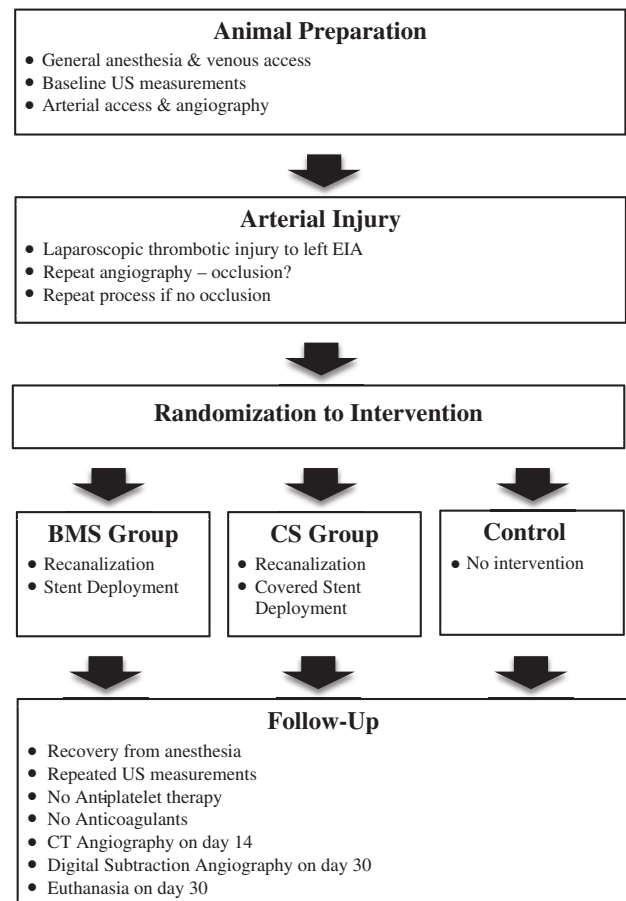 Animal Preparation
● General anesthesia & venous access
● Baseline US measurements
● Arterial access & angiography
Arterial Injury
● Laparoscopic thrombotic injury to left EIA
● Repeat angiography – occlusion?
● Repeat process if no occlusion
Randomization to Intervention
BMS Group
● Recanalization
● Stent Deployment
CS Group
● Recanalization
● Covered Stent
Deployment
Control
● No intervention
Follow-Up
● Recovery from anesthesia
● Repeated US measurements
● No Antiplatelet therapy
● No Anticoagulants
● CT Angiography on day 14
● Digital Subtraction Angiography on day 30
● Euthanasia on day 30